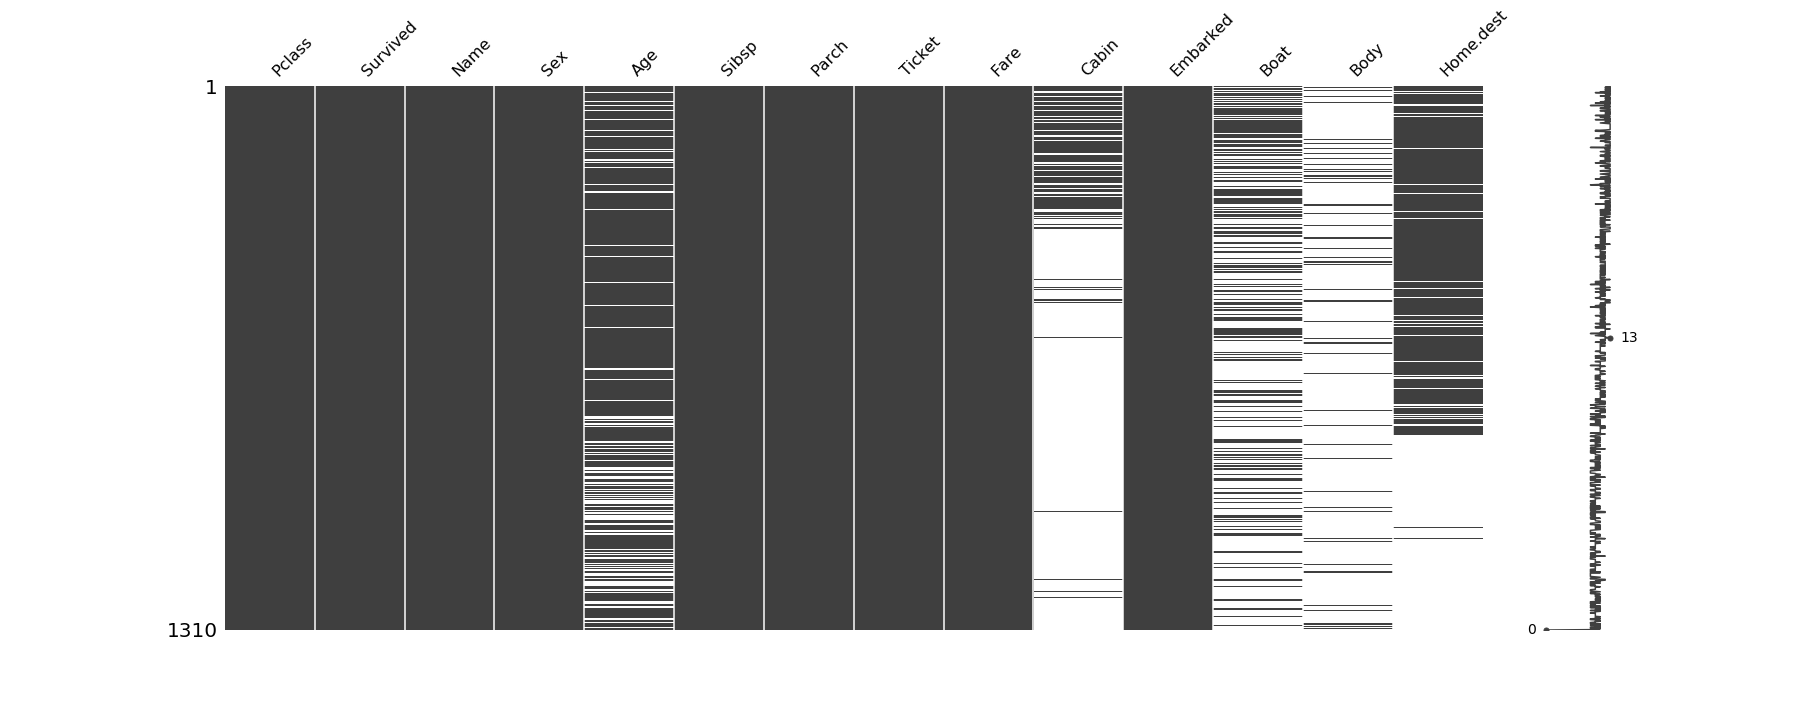 Pclass
Survived
Name
Sex
Age
Sibsp
Parch
Ticket
Fare
Cabin
Embarked
Boat
Body
Home.dest
1
13
1310
0